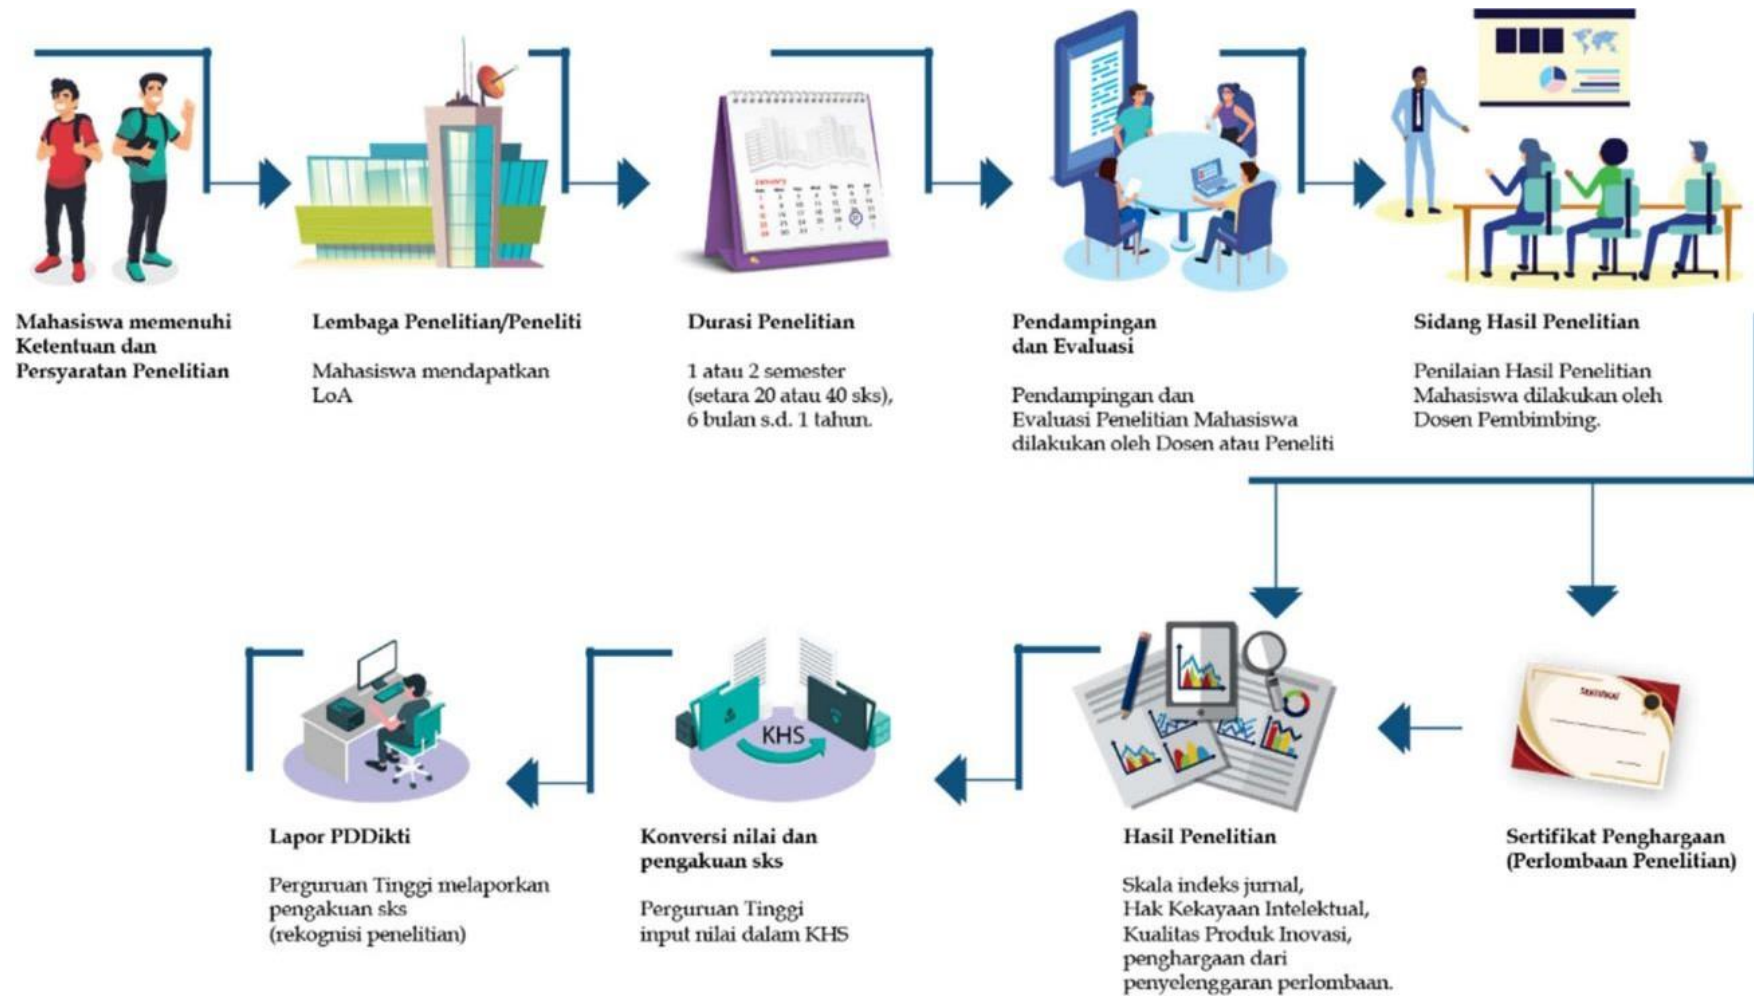 Mahasiswa memenuhi
Ketentuan dan
Persyaratan Penelitian
Lembaga Penelitian/Peneliti
Mahasiswa mendapatkan
LoA
Durasi Penelitian
1 atau 2 semester
(setara 20 atau 40 sks),
6 bulan s.d. 1 tahun.
Pendampingan
dan Evaluasi
Pendampingan dan
Evaluasi Penelitian Mahasiswa
dilakukan oleh Dosen atau Peneliti
Sidang Hasil Penelitian
Penilaian Hasil Penelitian
Mahasiswa dilakukan oleh
Dosen Pembimbing.
January
Lapor PDDikti
Perguruan Tinggi melaporkan
pengakuan sks
(rekognisi penelitian)
KHS
Konversi nilai dan
pengakuan sks
Perguruan Tinggi
input nilai dalam KHS
Hasil Penelitian
Skala indeks jurnal,
Hak Kekayaan Intelektual,
Kualitas Produk Inovasi,
penghargaan dari
penyelenggaran perlombaan.
Sertifikat Penghargaan
(Perlombaan Penelitian)